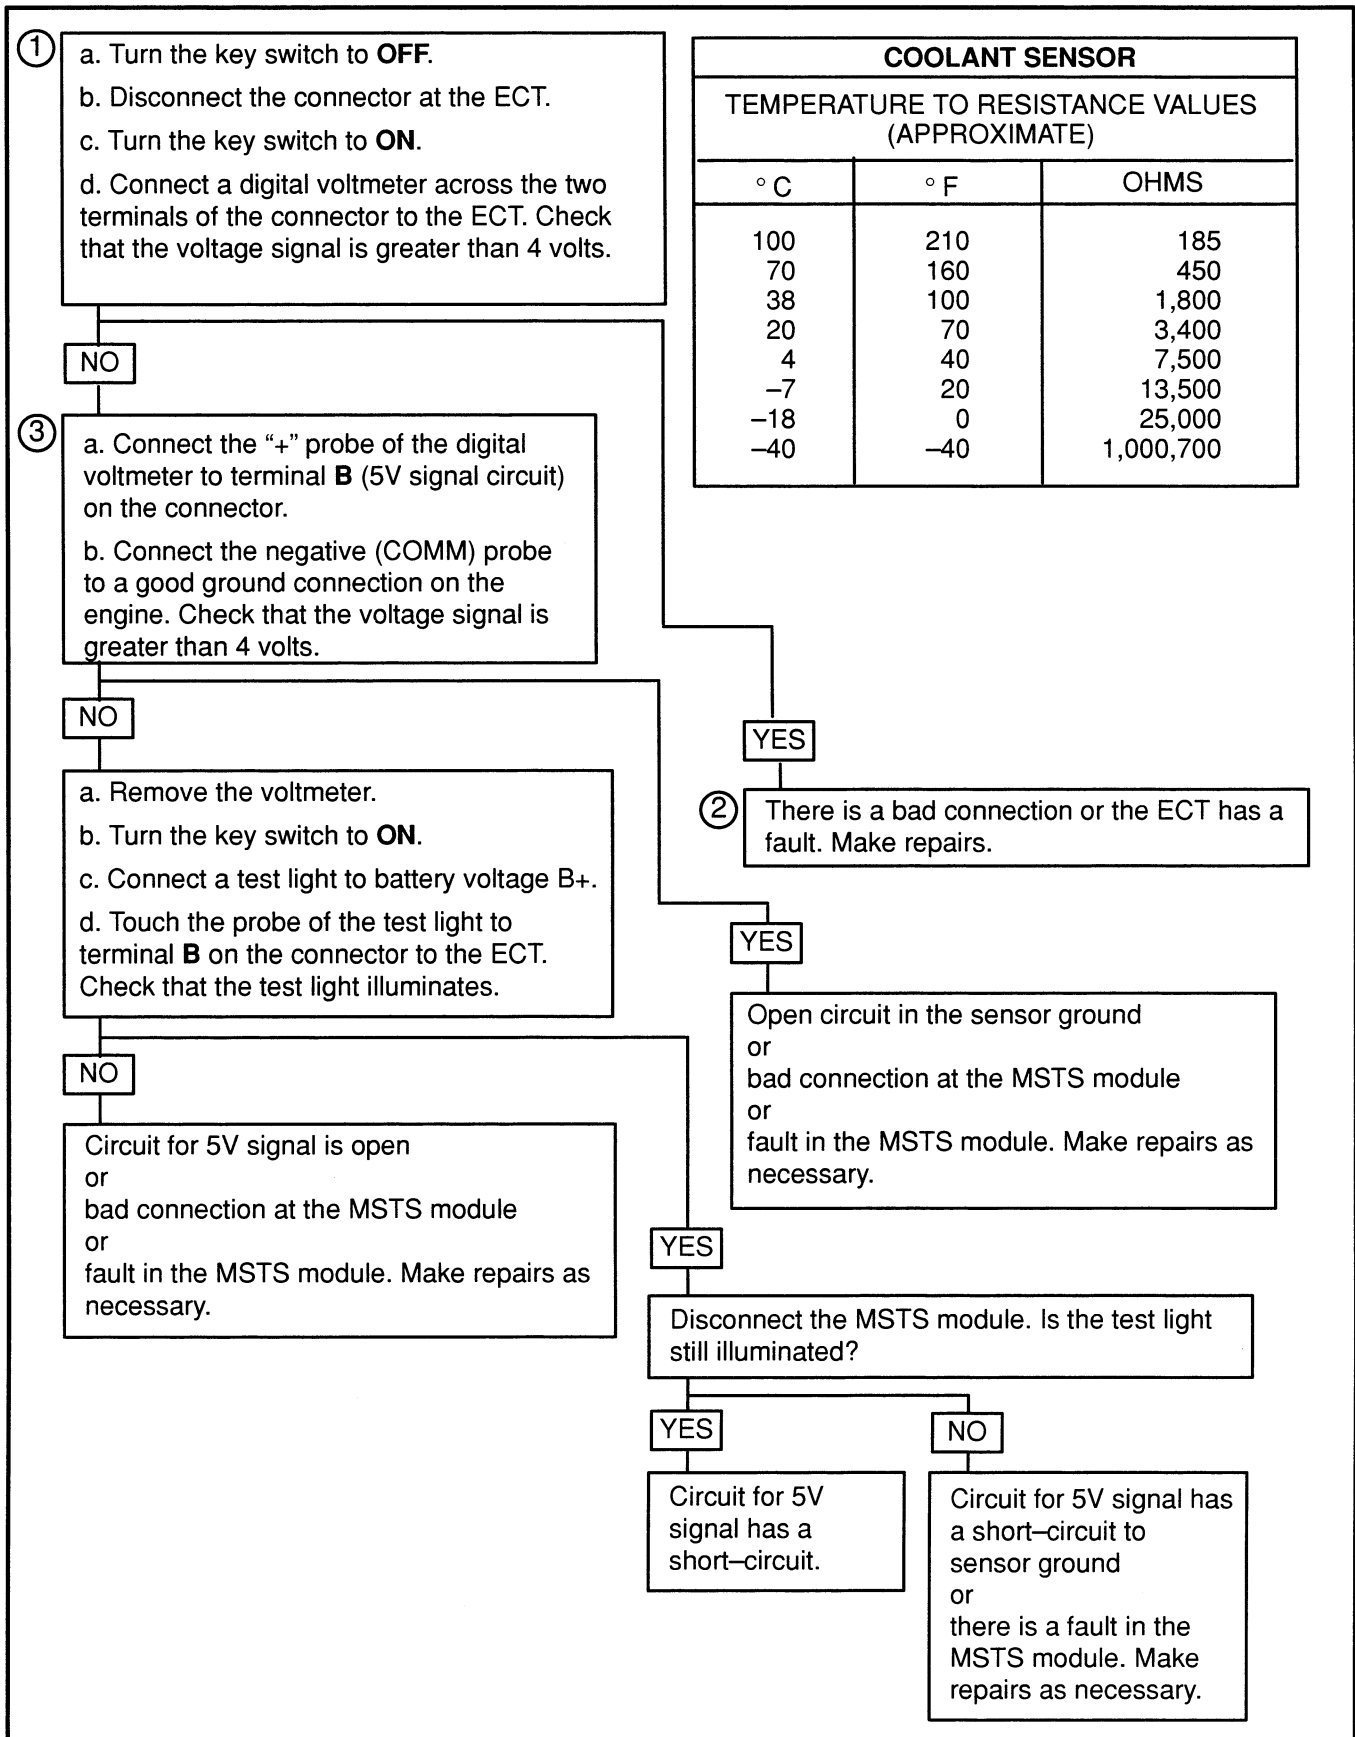 1
a. Turn the key switch to OFF.
b. Disconnect the connector at the ECT.
c. Turn the key switch to ON.
d. Connect a digital voltmeter across the two
terminals of the connector to the ECT. Check
that the voltage signal is greater than 4 volts.
COOLANT SENSOR
TEMPERATURE TO RESISTANCE VALUES
(APPROXIMATE)
° C ° F OHMS
100 210 185
70 160 450
38 100 1,800
20 70 3,400
4 40 7,500
–7 20 13,500
–18 0 25,000
–40 –40 1,000,700
NO
3
a. Connect the “+” probe of the digital
voltmeter to terminal B (5V signal circuit)
on the connector.
b. Connect the negative (COMM) probe
to a good ground connection on the
engine. Check that the voltage signal is
greater than 4 volts.
YES
2
There is a bad connection or the ECT has a
fault. Make repairs.
NO
a. Remove the voltmeter.
b. Turn the key switch to ON.
c. Connect a test light to battery voltage B+.
d. Touch the probe of the test light to
terminal B on the connector to the ECT.
Check that the test light illuminates.
YES
Open circuit in the sensor ground
or
bad connection at the MSTS module
or
fault in the MSTS module. Make repairs as
necessary.
NO
Circuit for 5V signal is open
or
bad connection at the MSTS module
or
fault in the MSTS module. Make repairs as
necessary.
YES
Disconnect the MSTS module. Is the test light
still illuminated?
YES
Circuit for 5V
signal has a
short–circuit.
NO
Circuit for 5V signal has
a short–circuit to
sensor ground
or
there is a fault in the
MSTS module. Make
repairs as necessary.